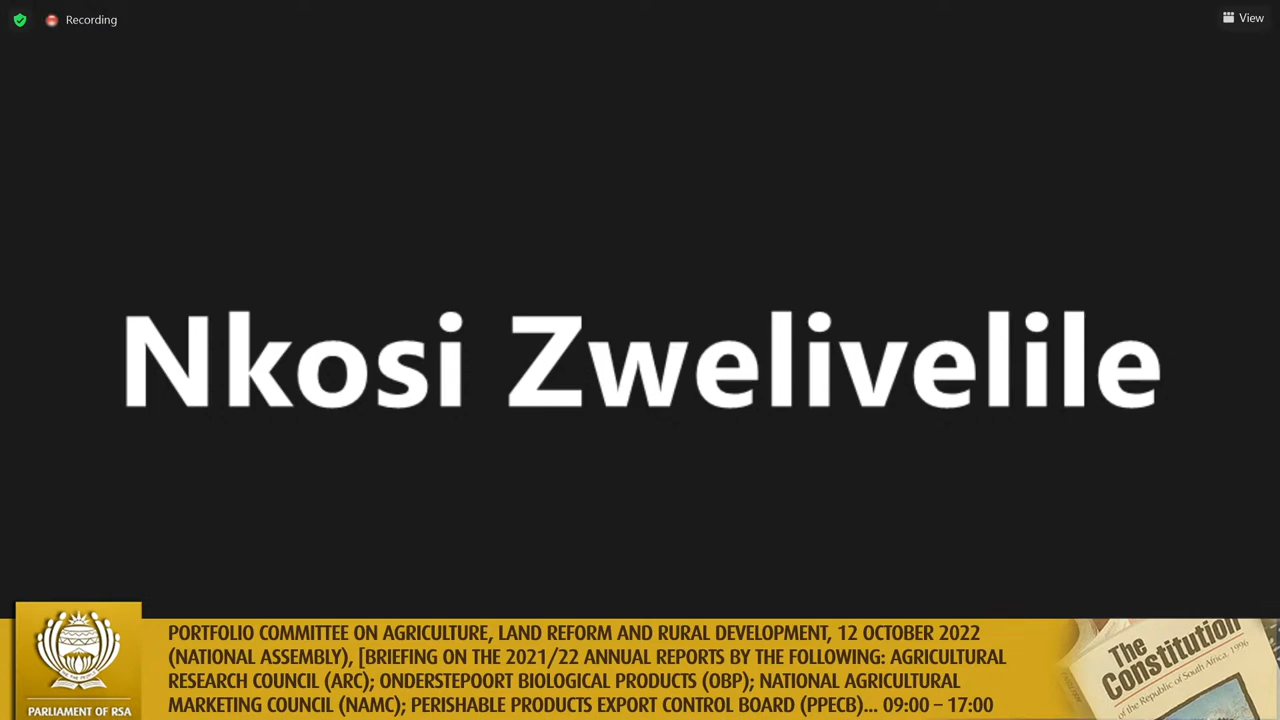 Recording
View
Nkosi Zwelivelile
PORTFOLIO COMMITTEE ON AGRICULTURE, LAND REFORM AND RURAL DEVELOPMENT, 12 OCTOBER 2022
(NATIONAL ASSEMBLY), [BRIEFING ON THE 2021/22 ANNUAL REPORTS BY THE FOLLOWING: AGRICULTURAL
RESEARCH COUNCIL (ARC); ONDERSTEPOORT BIOLOGICAL PRODUCTS (OBP); NATIONAL AGRICULTURAL
MARKETING COUNCIL (NAMC); PERISHABLE PRODUCTS EXPORT CONTROL BOARD (PPECB)... 09:00 – 17:00
PARLIAMENT OF RSA
The
Constitution
of the Republic of South Africa, 1996